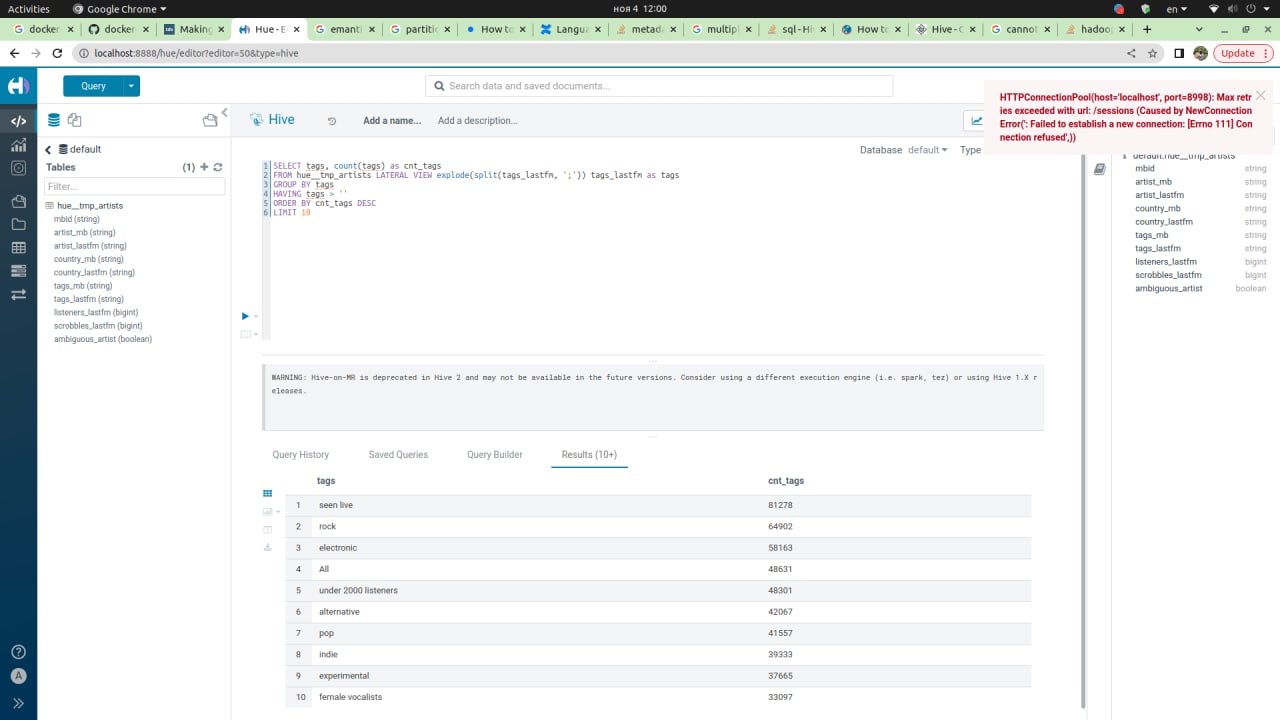 Activities
Google Chrome
ноя 4 12:00
en
docker
docker
Making
Hue - E
emanti
partitio
How to
Langua
metada
multipl
sql - Hi
How to
Hive - C
cannot
hadoop
localhost:8888/hue/editor?editor=50&type=hive
Update
Query
Search data and saved documents...
HTTPConnectionPool(host='localhost', port=8998): Max retr
ies exceeded with url: /sessions (Caused by NewConnection
Error(': Failed to establish a new connection: [Errno 111] Con
nection refused',))
Hive
Add a name...
Add a description...
default
Tables
(1)
Filter...
hue__tmp_artists
mbid (string)
artist_mb (string)
artist_lastfm (string)
country_mb (string)
country_lastfm (string)
tags_mb (string)
tags_lastfm (string)
listeners_lastfm (bigint)
scrobbles_lastfm (bigint)
ambiguous_artist (boolean)
A
Database default
Type
1 SELECT tags, count(tags) as cnt_tags
2 FROM hue__tmp_artists LATERAL VIEW explode(split(tags_lastfm, ';')) tags_lastfm as tags
3 GROUP BY tags
4 HAVING tags > ''
5 ORDER BY cnt_tags DESC
6 LIMIT 10
default.hue__tmp_artists
mbid string
artist_mb string
artist_lastfm string
country_mb string
country_lastfm string
tags_mb string
tags_lastfm string
listeners_lastfm bigint
scrobbles_lastfm bigint
ambiguous_artist boolean
WARNING: Hive-on-MR is deprecated in Hive 2 and may not be available in the future versions. Consider using a different execution engine (i.e. spark, tez) or using Hive 1.X r
eleases.
Query History
Saved Queries
Query Builder
Results (10+)
tags cnt_tags
1 seen live 81278
2 rock 64902
3 electronic 58163
4 All 48631
5 under 2000 listeners 48301
6 alternative 42067
7 pop 41557
8 indie 39333
9 experimental 37665
10 female vocalists 33097